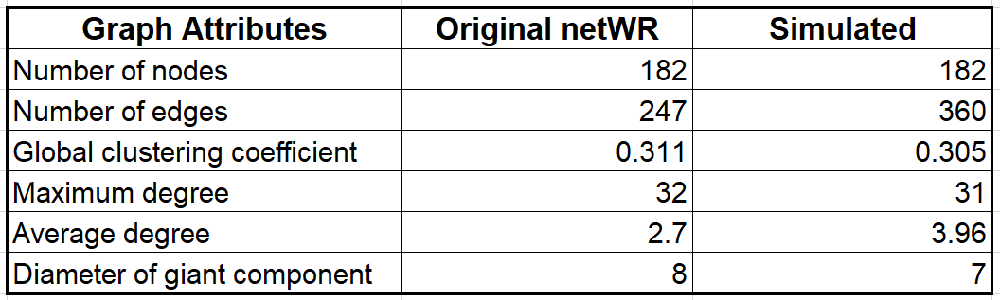 Graph Attributes Original netWR Simulated
Number of nodes 182 182
Number of edges 247 360
Global clustering coefficient 0.311 0.305
Maximum degree 32 31
Average degree 2.7 3.96
Diameter of giant component 8 7